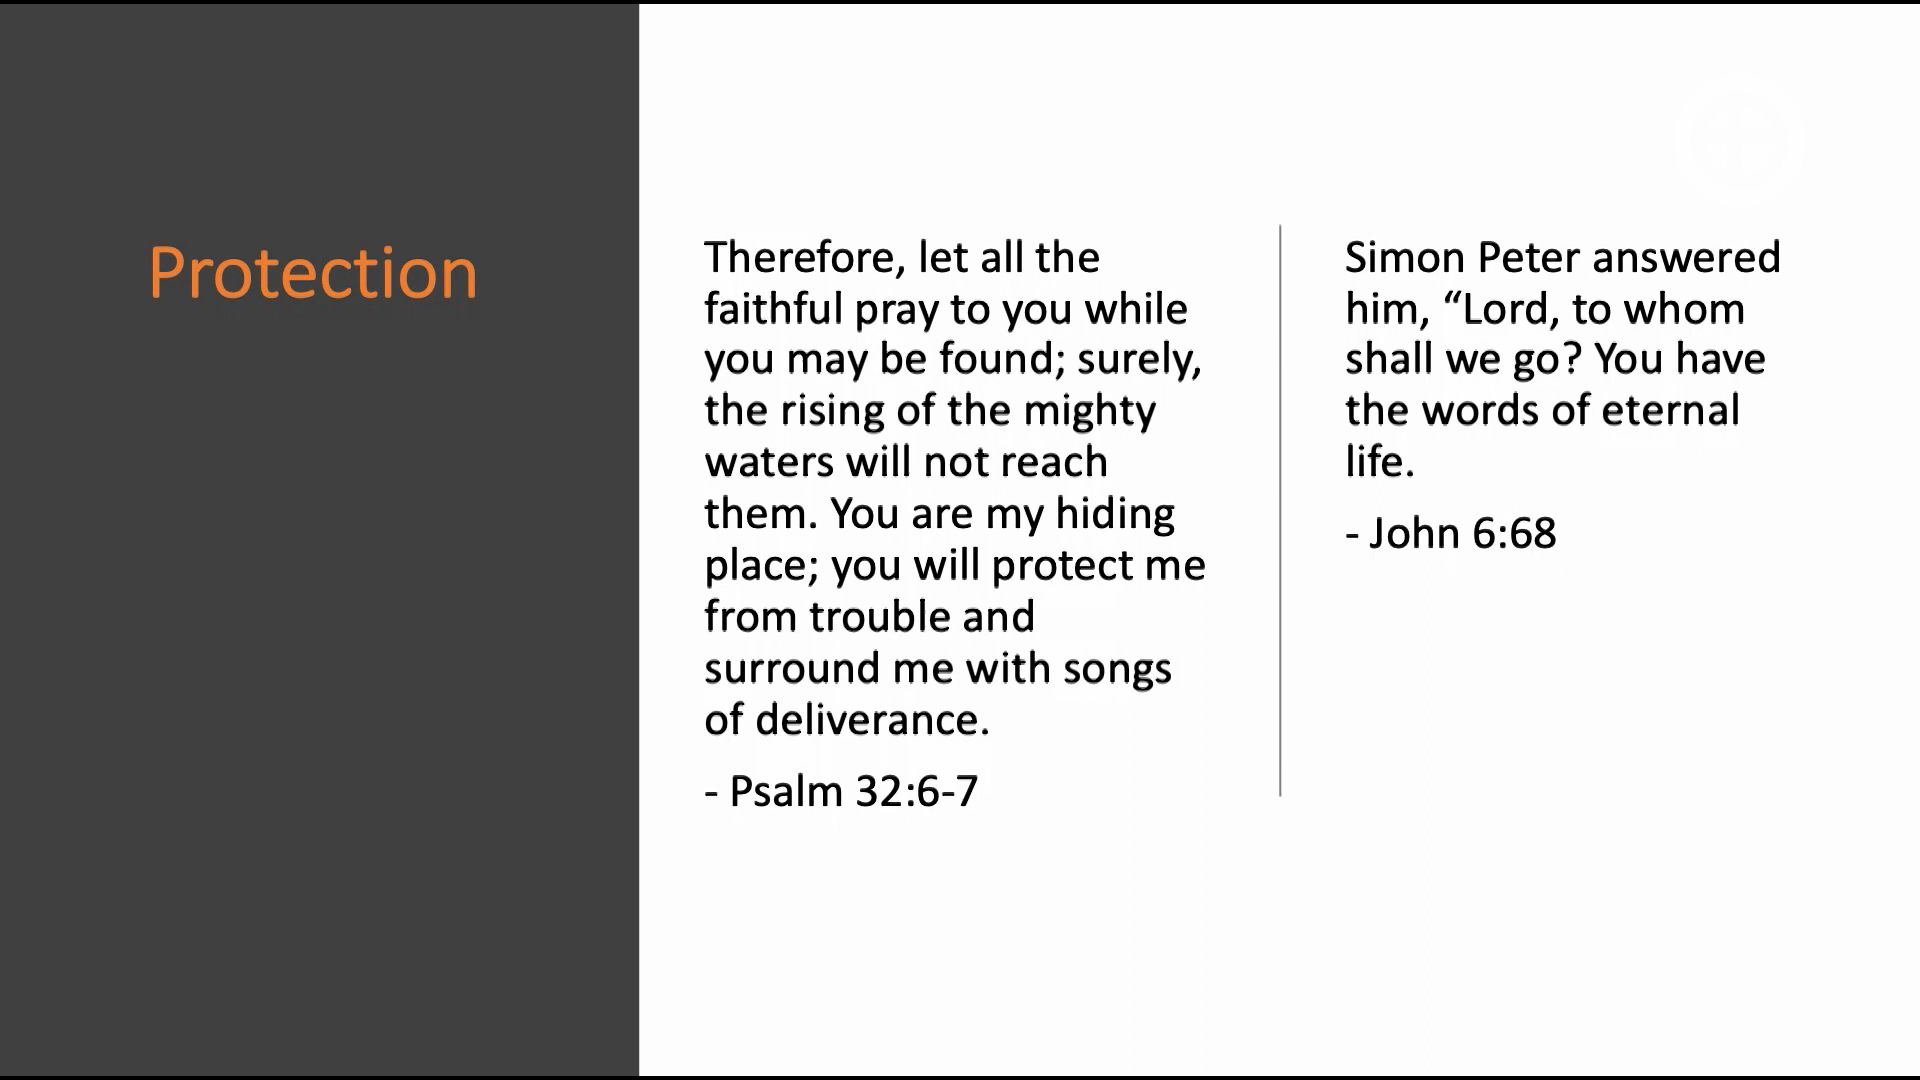 Protection
Therefore, let all the
faithful pray to you while
you may be found; surely,
the rising of the mighty
waters will not reach
them. You are my hiding
place; you will protect me
from trouble and
surround me with songs
of deliverance.
- Psalm 32:6-7
Simon Peter answered
him, “Lord, to whom
shall we go? You have
the words of eternal
life.
- John 6:68